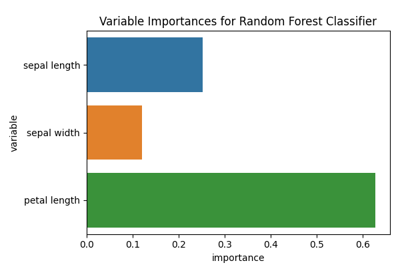 Variable Importances for Random Forest Classifier
sepal length
sepal width
petal length
variable
0.0 0.1 0.2 0.3 0.4 0.5 0.6
importance